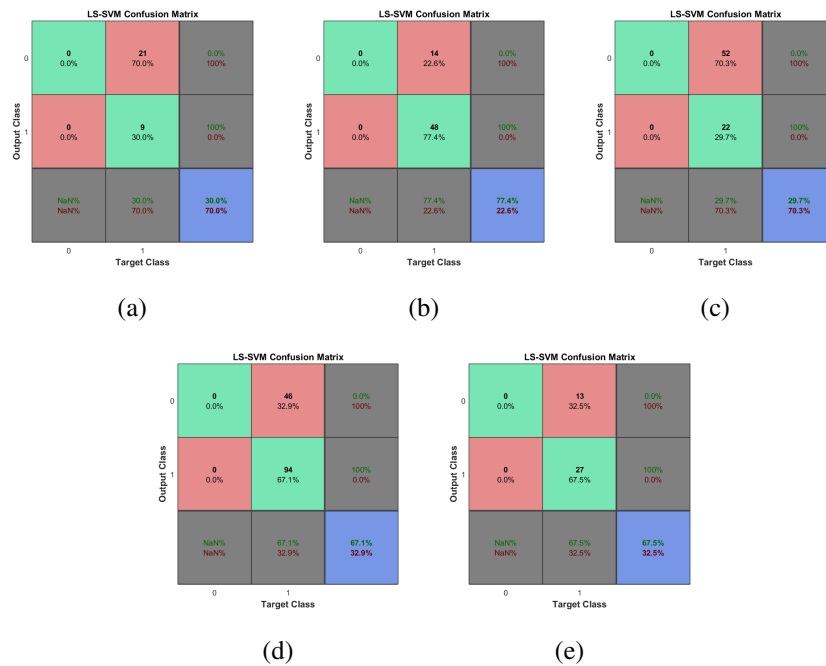 LS-SVM Confusion Matrix
0 21 0.0%
0.0% 70.0% 100%
0
0 9 100%
0.0% 30.0% 0.0%
1
NaN% 30.0% 30.0%
NaN% 70.0% 70.0%
0 1
Target Class
Output Class
(a)
LS-SVM Confusion Matrix
0 14 0.0%
0.0% 22.6% 100%
0
0 48 100%
0.0% 77.4% 0.0%
1
NaN% 77.4% 77.4%
NaN% 22.6% 22.6%
0 1
Target Class
Output Class
(b)
LS-SVM Confusion Matrix
0 52 0.0%
0.0% 70.3% 100%
0
0 22 100%
0.0% 29.7% 0.0%
1
NaN% 29.7% 29.7%
NaN% 70.3% 70.3%
0 1
Target Class
Output Class
(c)
LS-SVM Confusion Matrix
0 46 0.0%
0.0% 32.9% 100%
0
0 94 100%
0.0% 67.1% 0.0%
1
NaN% 67.1% 67.1%
NaN% 32.9% 32.9%
0 1
Target Class
Output Class
(d)
LS-SVM Confusion Matrix
0 13 0.0%
0.0% 32.5% 100%
0
0 27 100%
0.0% 67.5% 0.0%
1
NaN% 67.5% 67.5%
NaN% 32.5% 32.5%
0 1
Target Class
Output Class
(e)